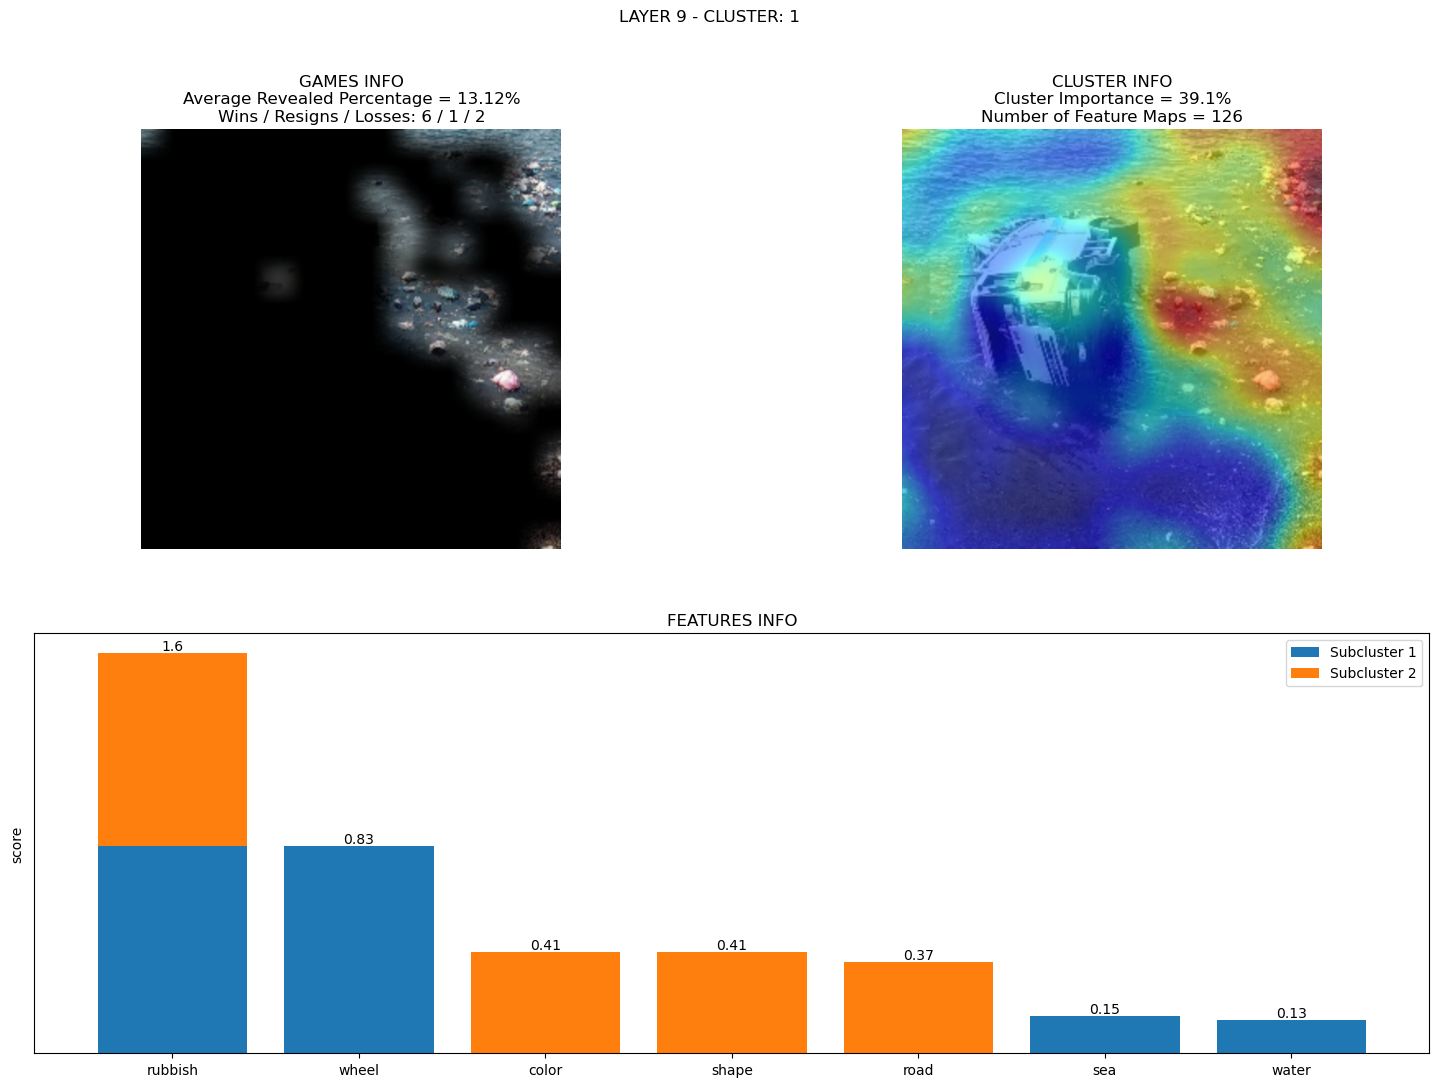 LAYER 9 - CLUSTER: 1
GAMES INFO
Average Revealed Percentage = 13.12%
Wins / Resigns / Losses: 6 / 1 / 2
CLUSTER INFO
Cluster Importance = 39.1%
Number of Feature Maps = 126
FEATURES INFO
score
1.6
0.83
0.41
0.41
0.37
0.15
0.13
Subcluster 1
Subcluster 2
rubbish
wheel
color
shape
road
sea
water